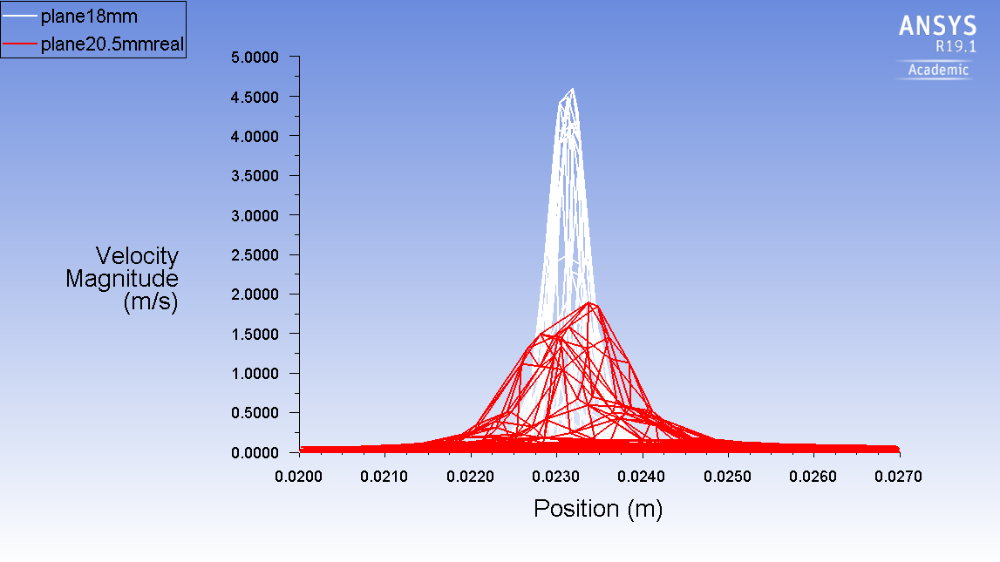 plane18mm
plane20.5mmreal
ANSYS
R19.1
Academic
5.0000
4.5000
4.0000
3.5000
3.0000
2.5000
2.0000
1.5000
1.0000
0.5000
0.0000
Velocity
Magnitude
(m/s)
0.0200 0.0210 0.0220 0.0230 0.0240 0.0250 0.0260 0.0270
Position (m)